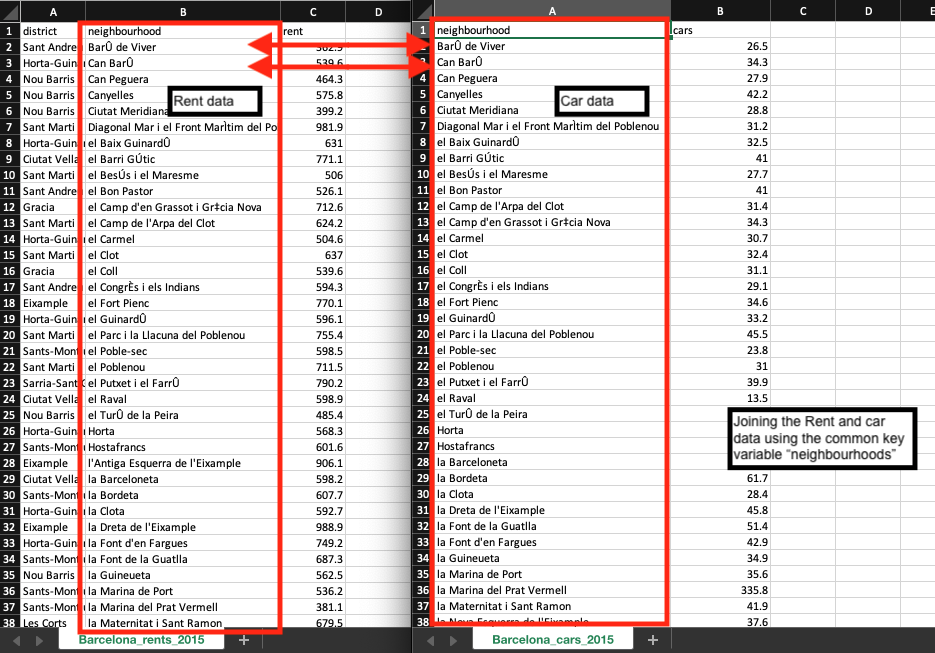 A B C D
1 district neighbourhood rent
2 Sant Andre BarÛ de Viver
3 Horta-Guin Can BarÛ 539.6
4 Nou Barris Can Peguera 464.3
5 Nou Barris Canyelles 575.8
6 Nou Barris Ciutat Meridiana 399.2
7 Sant Marti Diagonal Mar i el Front MarÌtim del Po 981.9
8 Horta-Guin el Baix GuinardÛ 631
9 Ciutat Vella el Barri GÚtic 771.1
10 Sant Marti el BesÚs i el Maresme 506
11 Sant Andre el Bon Pastor 526.1
12 Gracia el Camp d'en Grassot i Gr‡cia Nova 712.6
13 Sant Marti el Camp de l'Arpa del Clot 624.2
14 Horta-Guin el Carmel 504.6
15 Sant Marti el Clot 637
16 Gracia el Coll 539.6
17 Sant Andre el CongrÈs i els Indians 594.3
18 Eixample el Fort Pienc 770.1
19 Horta-Guin el GuinardÛ 596.1
20 Sant Marti el Parc i la Llacuna del Poblenou 755.4
21 Sants-Mont el Poble-sec 598.5
22 Sant Marti el Poblenou 711.5
23 Sarria-Sant el Putxet i el FarrÛ 790.2
24 Ciutat Vella el Raval 598.9
25 Nou Barris el TurÛ de la Peira 485.4
26 Horta-Guin Horta 568.3
27 Sants-Mont Hostafrancs 601.6
28 Eixample l'Antiga Esquerra de l'Eixample 906.1
29 Ciutat Vella la Barceloneta 598.2
30 Sants-Mont la Bordeta 607.7
31 Horta-Guin la Clota 592.7
32 Eixample la Dreta de l'Eixample 988.9
33 Horta-Guin la Font d'en Fargues 749.2
34 Sants-Mont la Font de la Guatlla 687.3
35 Nou Barris la Guineueta 562.5
36 Sants-Mont la Marina de Port 536.2
37 Sants-Mont la Marina del Prat Vermell 381.1
38 Les Corts la Maternitat i Sant Ramon 679.5
Rent data
Barcelona_rents_2015 +
A B C D E
1 neighbourhood cars
BarÛ de Viver 26.5
Can BarÛ 34.3
4 Can Peguera 27.9
5 Canyelles 42.2
6 Ciutat Meridiana 28.8
7 Diagonal Mar i el Front MarÌtim del Poblenou 31.2
8 el Baix GuinardÛ 32.5
9 el Barri GÚtic 41
10 el BesÚs i el Maresme 27.7
11 el Bon Pastor 41
12 el Camp de l'Arpa del Clot 31.4
13 el Camp d'en Grassot i Gr‡cia Nova 34.3
14 el Carmel 30.7
15 el Clot 32.4
16 el Coll 31.1
17 el CongrÈs i els Indians 29.1
18 el Fort Pienc 34.6
19 el GuinardÛ 33.2
20 el Parc i la Llacuna del Poblenou 45.5
21 el Poble-sec 23.8
22 el Poblenou 31
23 el Putxet i el FarrÛ 39.9
24 el Raval 13.5
25 el TurÛ de la Peira
26 Horta
27 Hostafrancs
28 la Barceloneta
29 la Bordeta 61.7
30 la Clota 28.4
31 la Dreta de l'Eixample 45.8
32 la Font de la Guatlla 51.4
33 la Font d'en Fargues 42.9
34 la Guineueta 34.9
35 la Marina de Port 35.6
36 la Marina del Prat Vermell 335.8
37 la Maternitat i Sant Ramon 41.9
38 la Nova Esquerra de l'Eixample 37.6
Car data
Joining the Rent and car
data using the common key
variable “neighbourhoods”
Barcelona_cars_2015 +